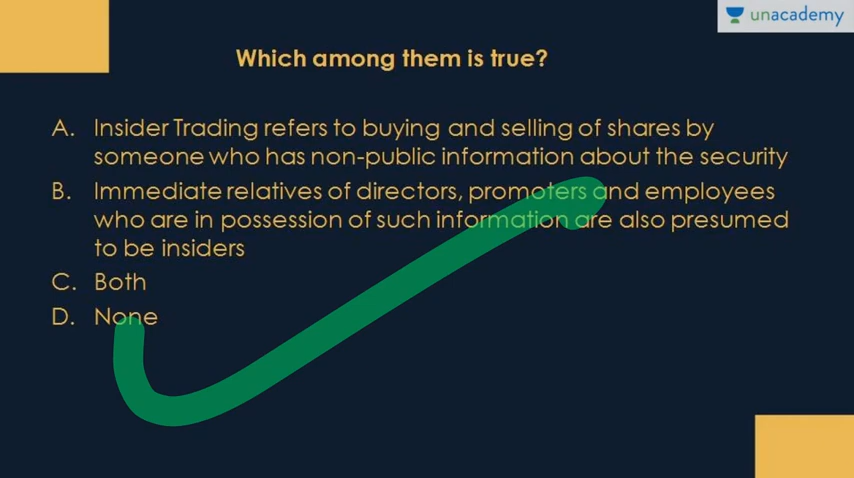 unacademy
Which among them is true?
A. Insider Trading refers to buying and selling of shares by
someone who has non-public information about the security
B. Immediate relatives of directors, promoters and employees
who are in possession of such information are also presumed
to be insiders
C. Both
D. None